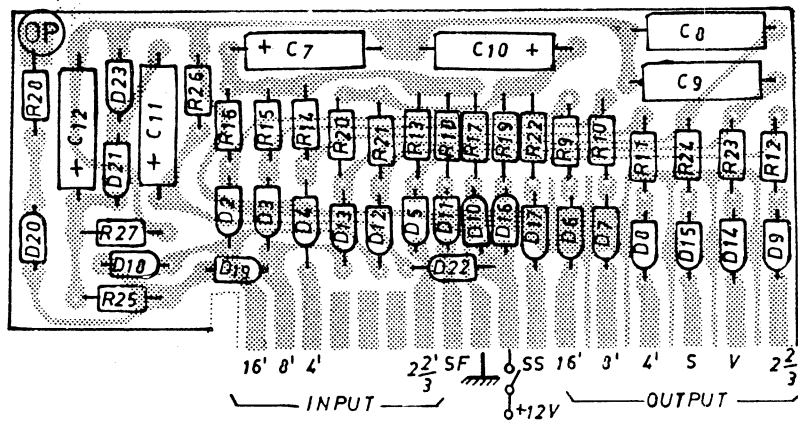 OP
C7 C10 C8
C9
R28 C12 D23 C11 R26
R16 R15 R14 R20 R21 R13 R18 R17 R19 R22 R9 R10 R11 R24 R23 R12
D21
D20 R27 D2 D3 D4 D13 D12 D5 D11 D10 D16 D17 D6 D7 D8 D15 D14 D9
D18 D19 D22
R25
16' 8' 4' 2 2/3' SF SS 16' 8' 4' S V 2 2/3
INPUT OUTPUT
+12V
+ + + +